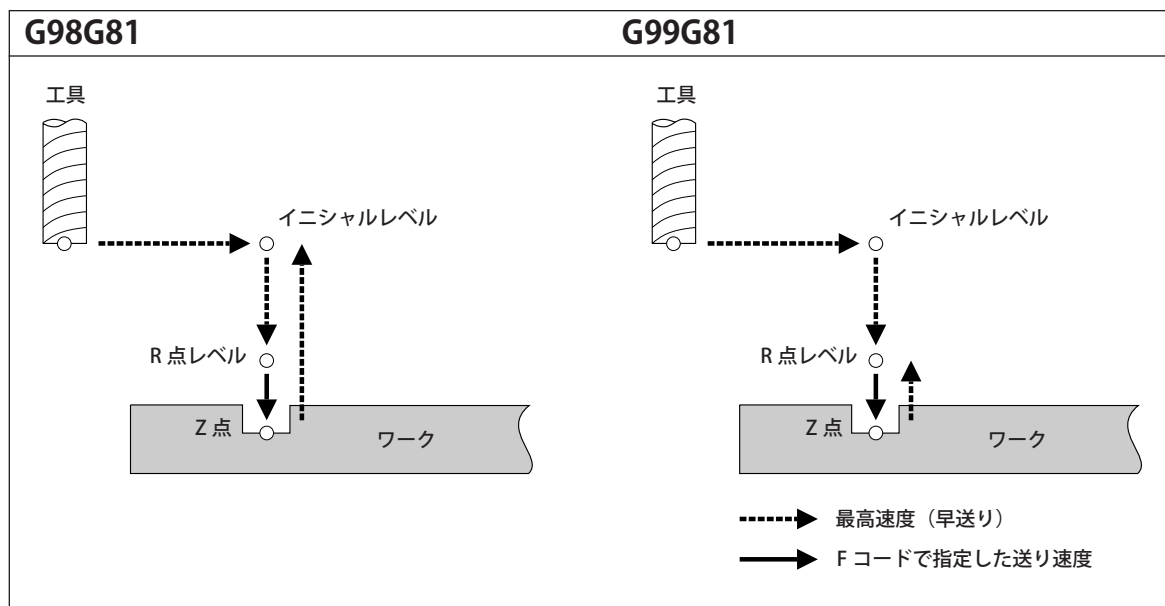 G98G81
G99G81
工具
イニシャルレベル
R 点レベル
Z 点
ワーク
工具
イニシャルレベル
R 点レベル
Z 点
ワーク
最高速度（早送り）
F コードで指定した送り速度